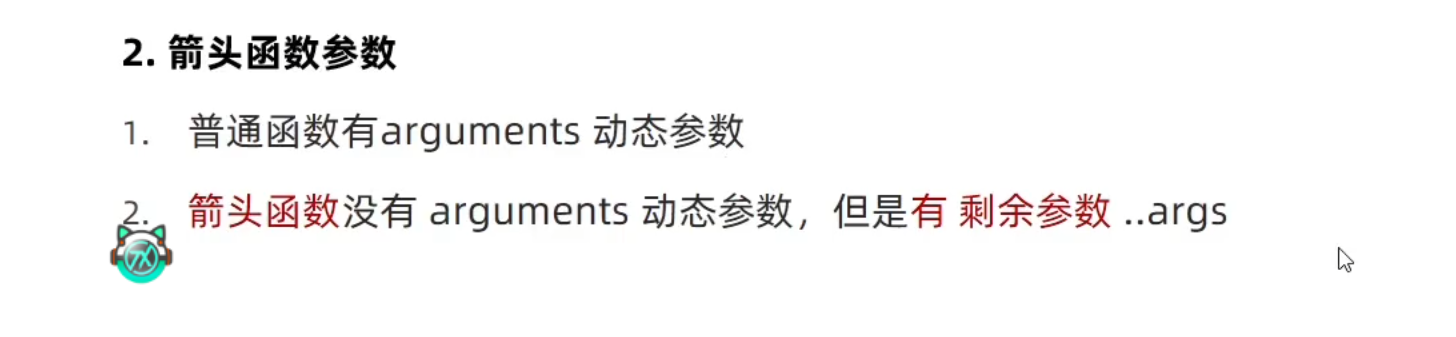 2. 箭头函数参数
1. 普通函数有arguments 动态参数
2. 箭头函数没有 arguments 动态参数，但是有 剩余参数 ..args